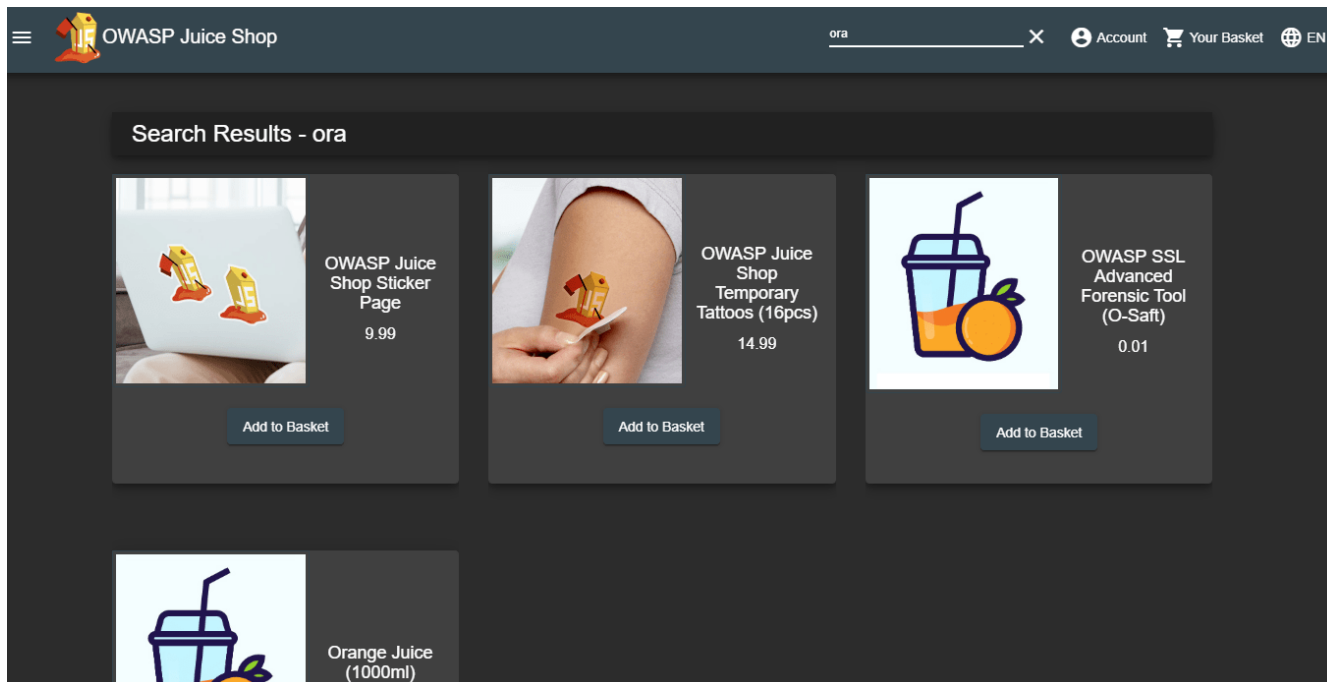 OWASP Juice Shop
ora
Account
Your Basket
EN
Search Results - ora
OWASP Juice
Shop Sticker
Page
9.99
Add to Basket
OWASP Juice
Shop
Temporary
Tattoos (16pcs)
14.99
Add to Basket
OWASP SSL
Advanced
Forensic Tool
(O-Saft)
0.01
Add to Basket
Orange Juice
(1000ml)